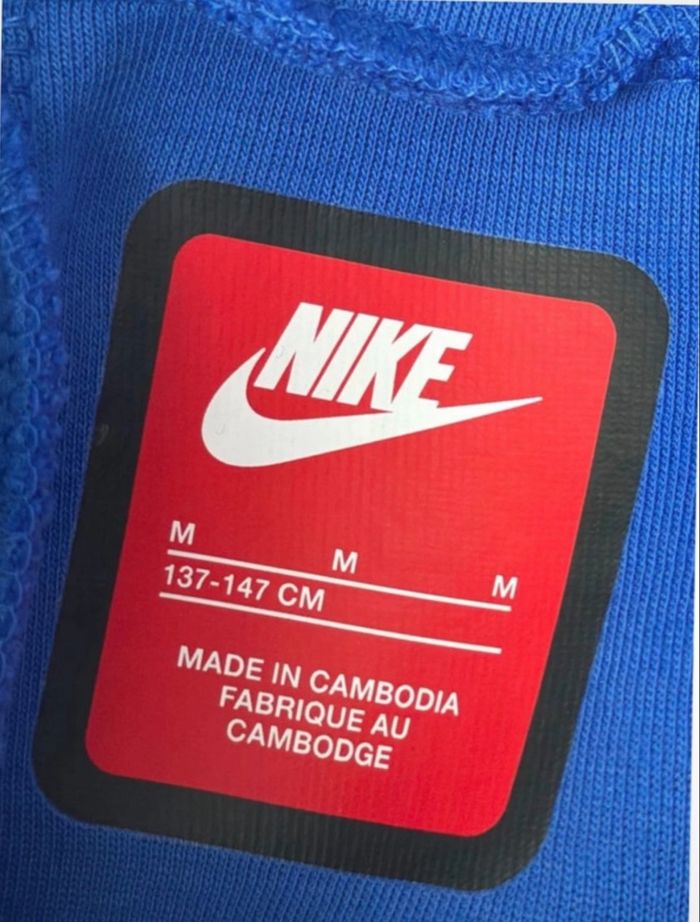 NIKE
M M M
137-147 CM
MADE IN CAMBODIA
FABRIQUE AU
CAMBODGE